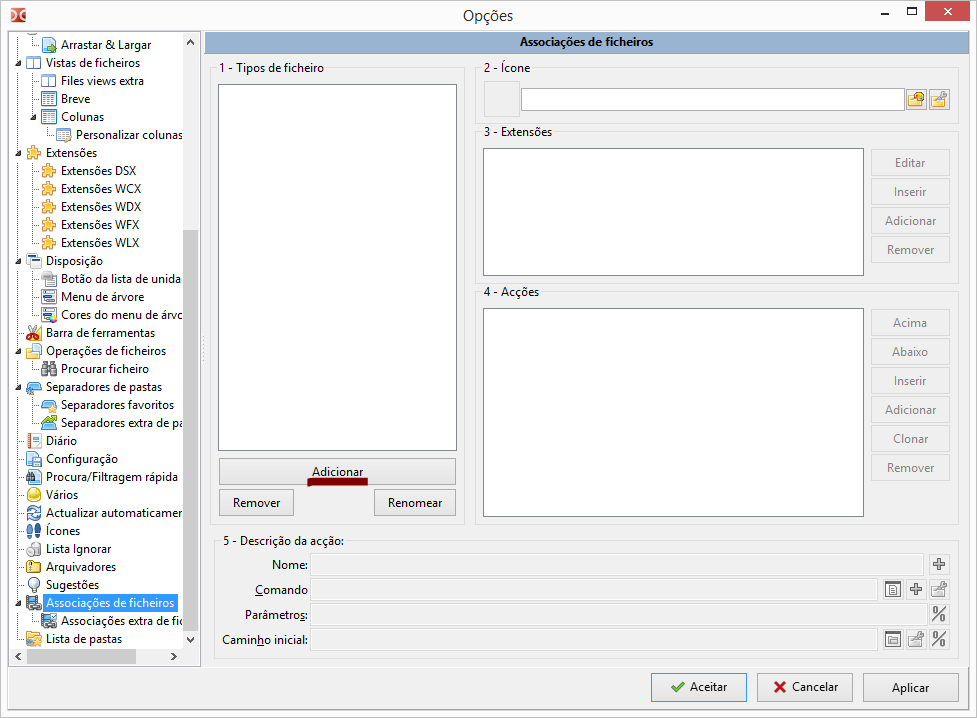 Opções
Arrastar & Largar
Vistas de ficheiros
Files views extra
Breve
Colunas
Personalizar colunas
Extensões
Extensões DSX
Extensões WCX
Extensões WDX
Extensões WFX
Extensões WLX
Disposição
Botão da lista de unida
Menu de árvore
Cores do menu de árvo
Barra de ferramentas
Operações de ficheiros
Procurar ficheiro
Separadores de pastas
Separadores favoritos
Separadores extra de pa
Diário
Configuração
Procura/Filtragem rápida
Vários
Actualizar automaticamer
Ícones
Lista Ignorar
Arquivadores
Sugestões
Associações de ficheiros
Associações extra de fic
Lista de pastas
Associações de ficheiros
1 - Tipos de ficheiro
Adicionar
Remover
Renomear
2 - Ícone
3 - Extensões
Editar
Inserir
Adicionar
Remover
4 - Acções
Acima
Abaixo
Inserir
Adicionar
Clonar
Remover
5 - Descrição da acção:
Nome:
Comando
Parâmetros:
Caminho inicial:
Aceitar
Cancelar
Aplicar